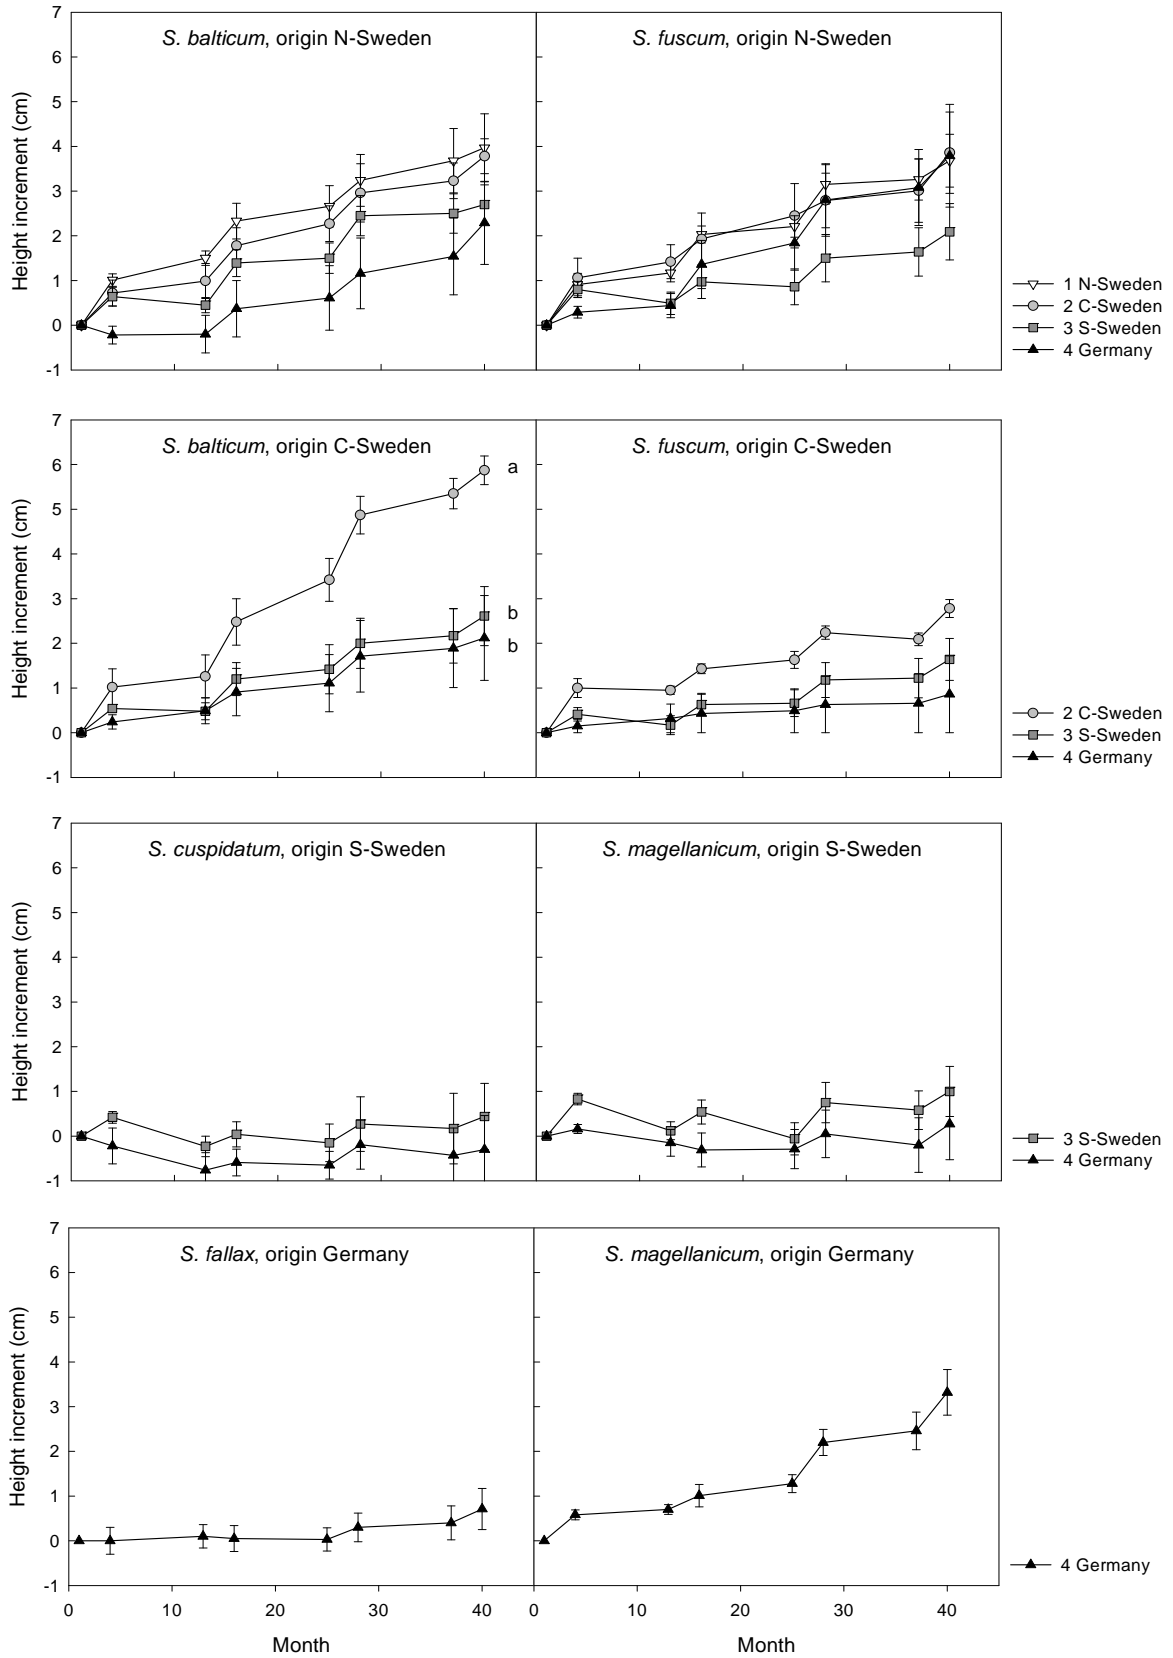 S. balticum, origin N-Sweden
S. fuscum, origin N-Sweden
Height increment (cm)
7
6
5
4
3
2
1
0
-1
1 N-Sweden
2 C-Sweden
3 S-Sweden
4 Germany
S. balticum, origin C-Sweden
S. fuscum, origin C-Sweden
Height increment (cm)
7
6
5
4
3
2
1
0
-1
a
b
b
2 C-Sweden
3 S-Sweden
4 Germany
S. cuspidatum, origin S-Sweden
S. magellanicum, origin S-Sweden
Height increment (cm)
7
6
5
4
3
2
1
0
-1
3 S-Sweden
4 Germany
S. fallax, origin Germany
S. magellanicum, origin Germany
Height increment (cm)
7
6
5
4
3
2
1
0
-1
4 Germany
0 10 20 30 40 0 10 20 30 40
Month Month